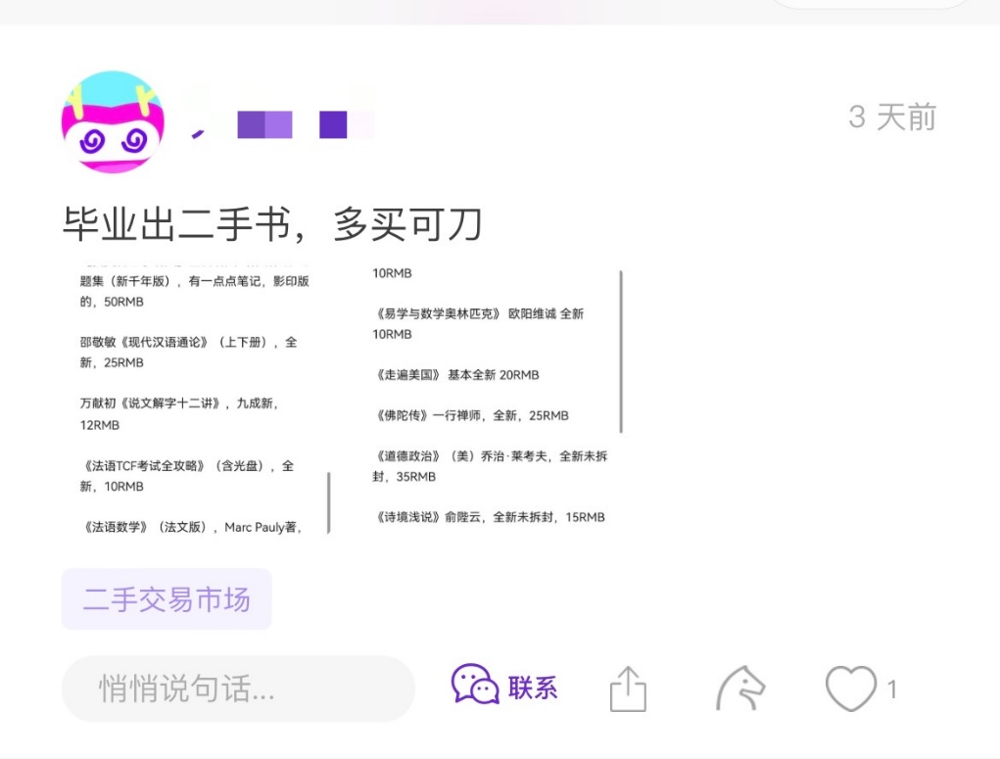 3 天前
毕业出二手书，多买可刀
题集（新千年版），有一点点笔记，影印版
的，50RMB
邵敬敏《现代汉语通论》（上下册），全
新，25RMB
万献初《说文解字十二讲》，九成新，
12RMB
《法语TCF考试全攻略》（含光盘），全
新，10RMB
《法语数学》（法文版），Marc Pauly著，
10RMB
《易学与数学奥林匹克》 欧阳维诚 全新
10RMB
《走遍美国》 基本全新 20RMB
《佛陀传》一行禅师，全新，25RMB
《道德政治》（美）乔治·莱考夫，全新未拆
封，35RMB
《诗境浅说》俞陛云，全新未拆封，15RMB
二手交易市场
悄悄说句话...
联系
1